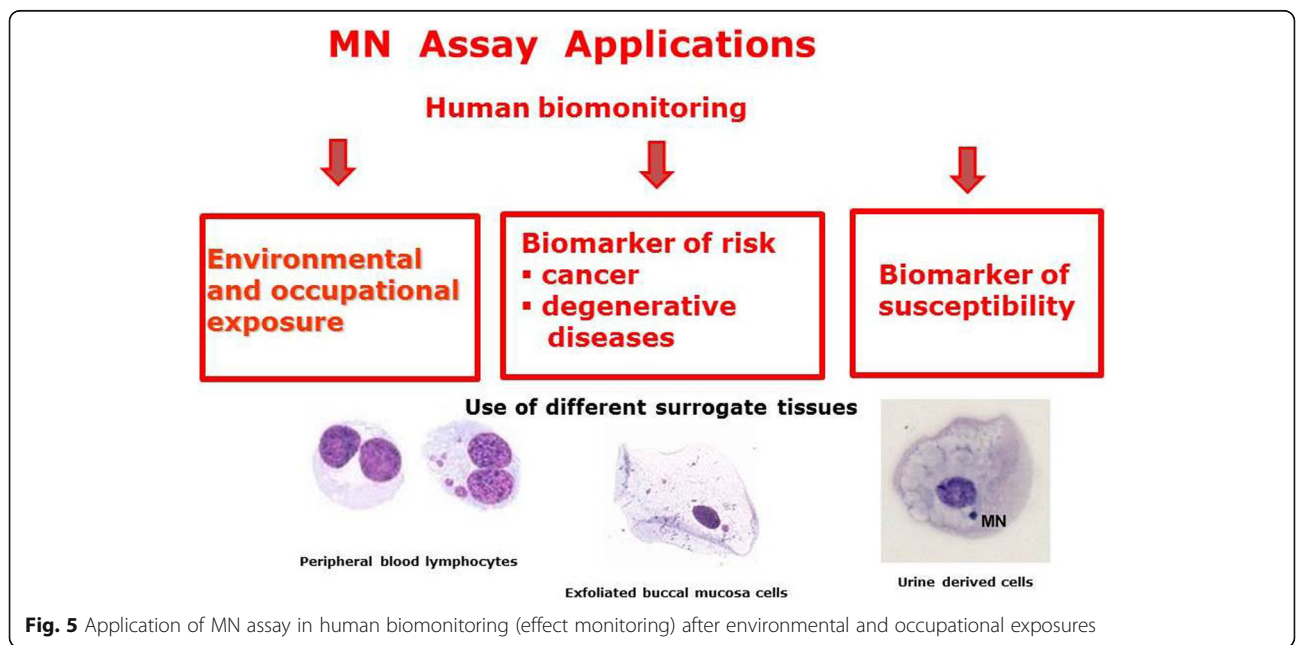 MN Assay Applications
Human biomonitoring
Environmental
and occupational
exposure
Biomarker of risk
▪ cancer
▪ degenerative
diseases
Biomarker of
susceptibility
Use of different surrogate tissues
MN
Peripheral blood lymphocytes
Exfoliated buccal mucosa cells
Urine derived cells
Fig. 5 Application of MN assay in human biomonitoring (effect monitoring) after environmental and occupational exposures